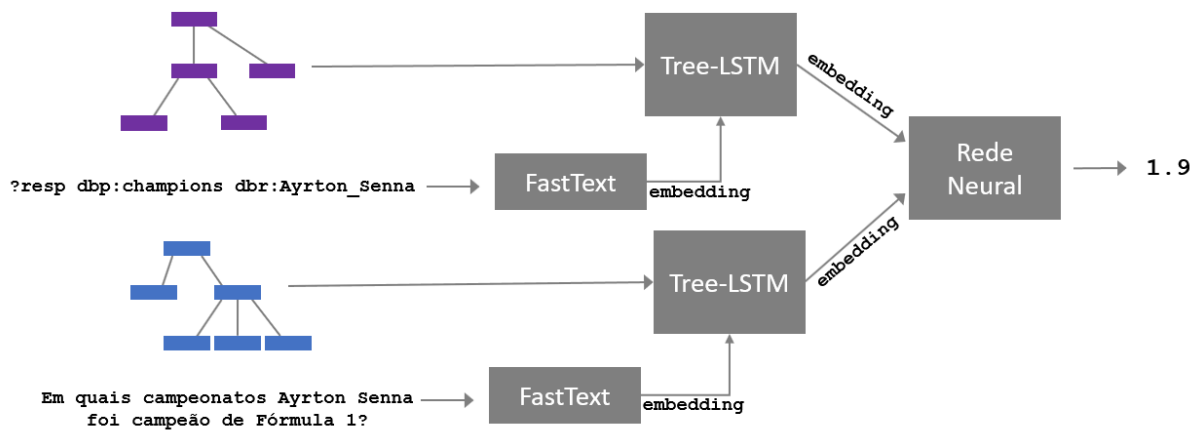 Tree-LSTM
embedding
?resp dbp:champions dbr:Ayrton_Senna
FastText
embedding
Rede
Neural
1.9
embedding
Tree-LSTM
Em quais campeonatos Ayrton Senna
foi campeão de Fórmula 1?
FastText
embedding